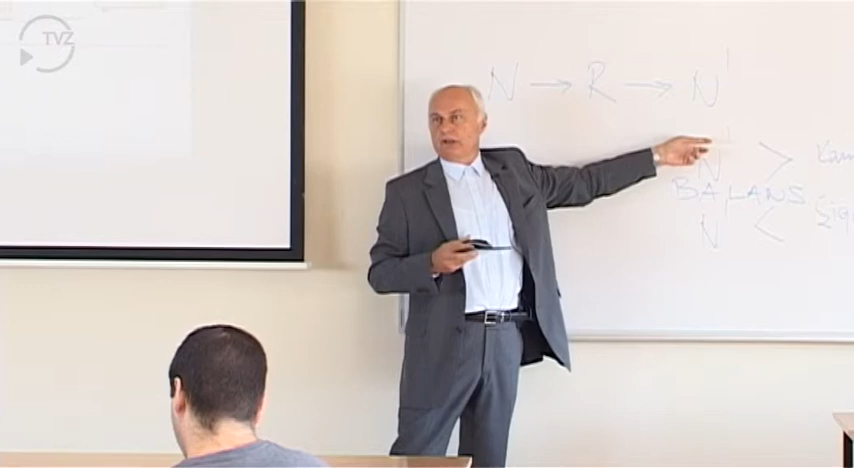 TVZ
N → R → N'
N' >
BALANS
N' <